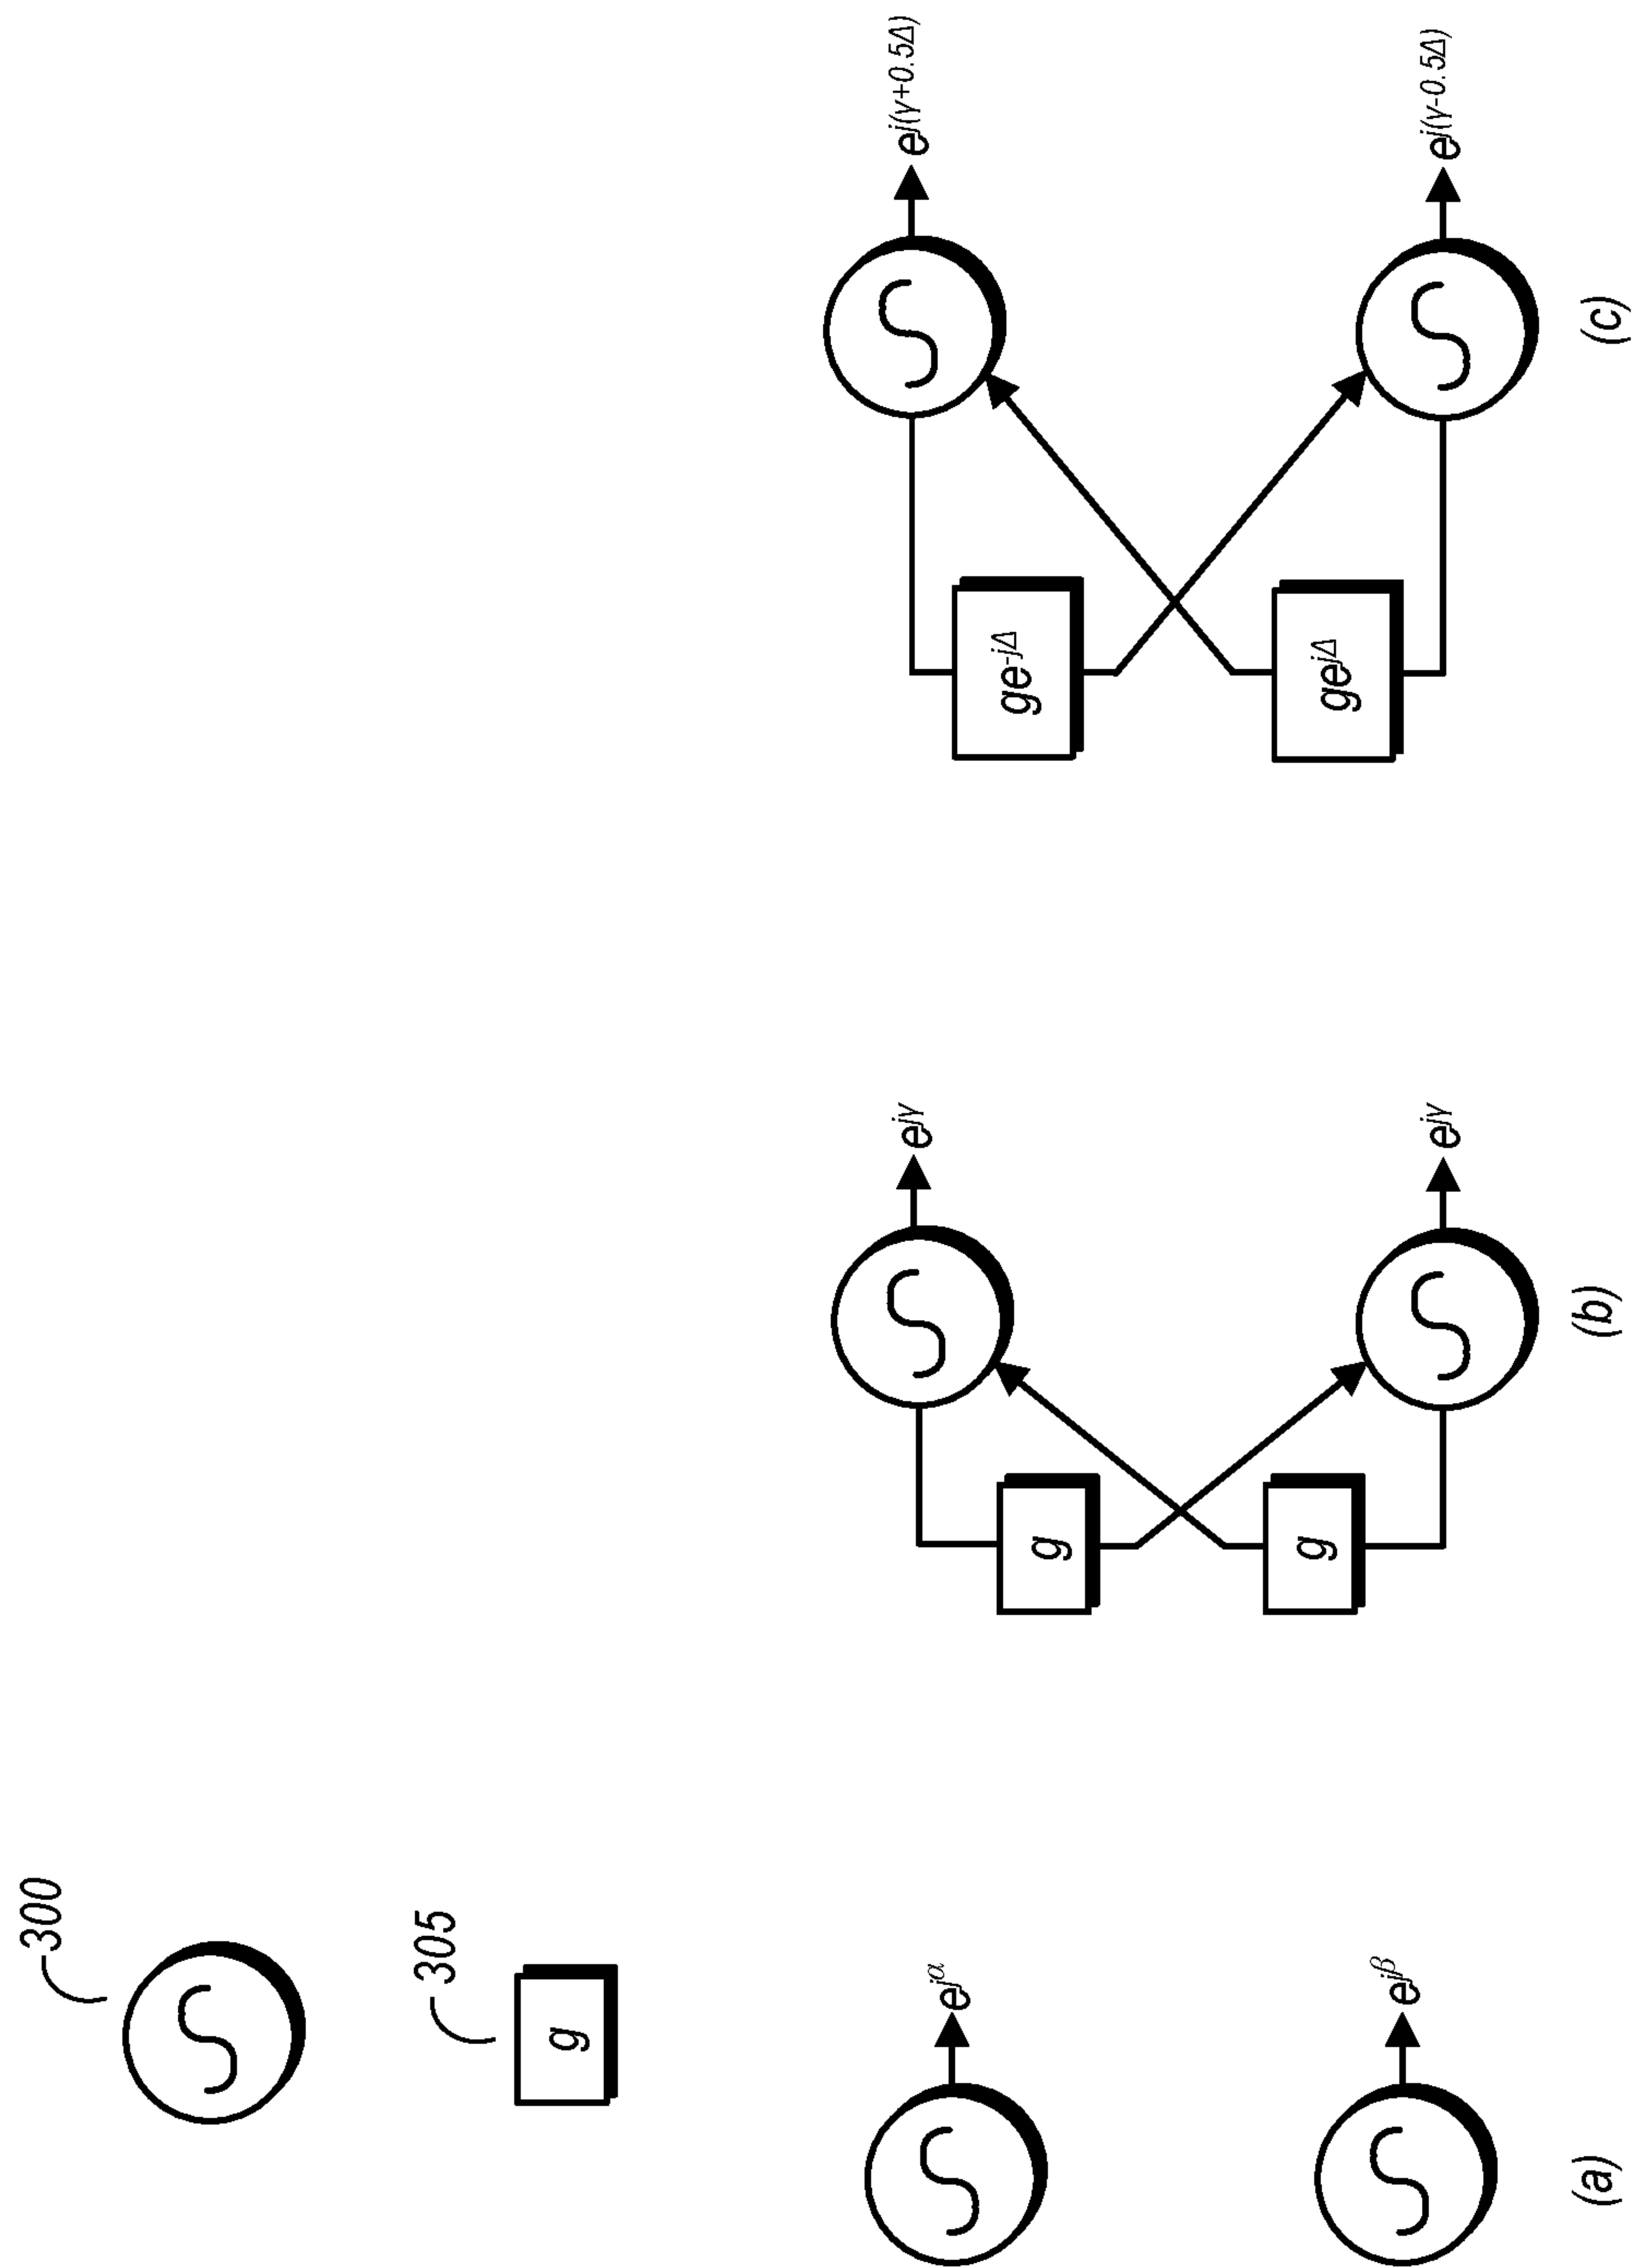 300
g
305
e^{jα}
e^{jβ}
(a)
g
g
e^{jγ}
e^{jγ}
(b)
ge^{-jΔ}
ge^{jΔ}
e^{j(γ+0.5Δ)}
e^{j(γ-0.5Δ)}
(c)